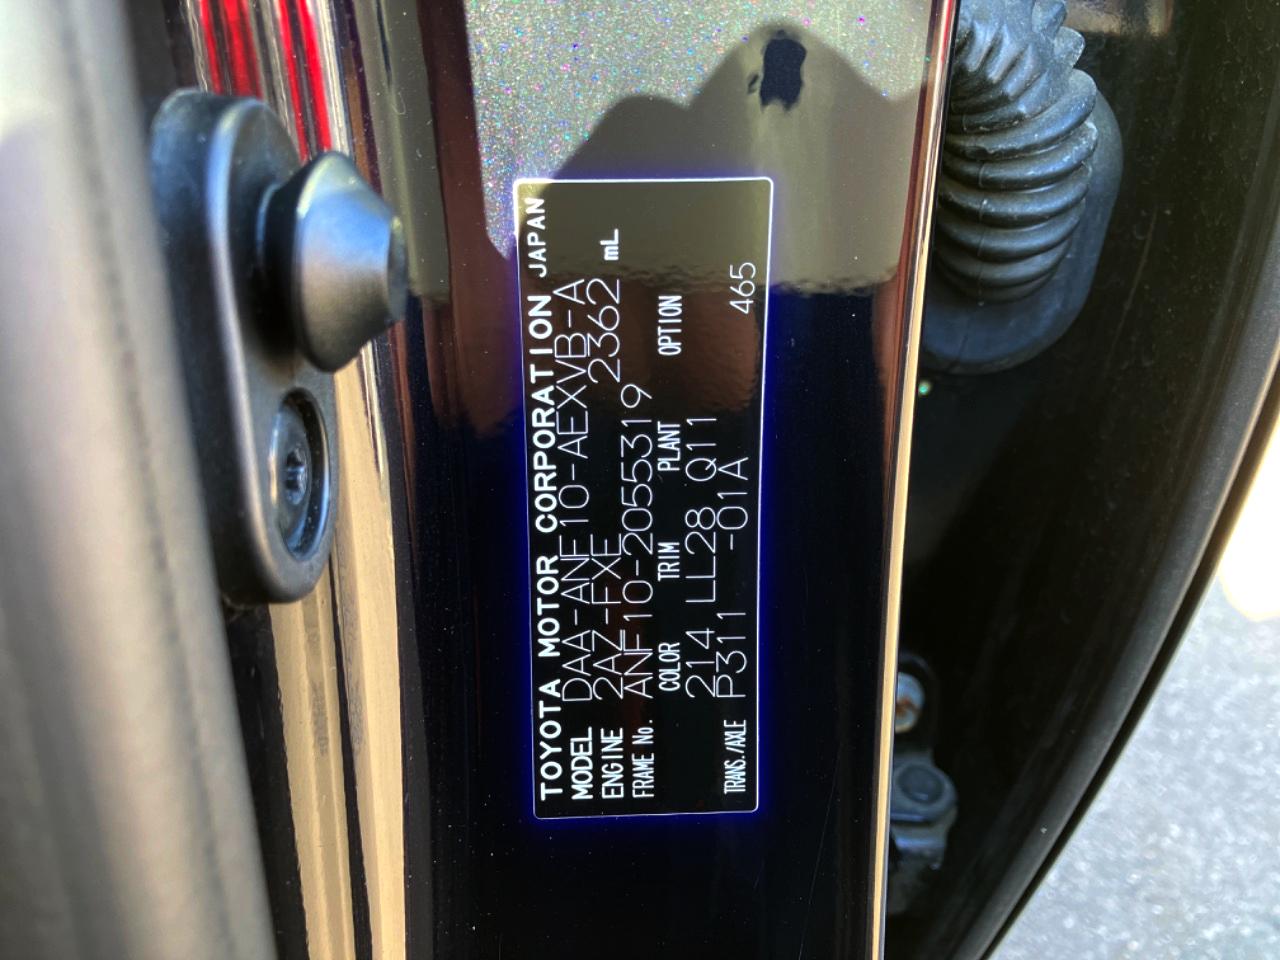 TOYOTA MOTOR CORPORATION JAPAN
MODEL DAA-ANF10-AEXVB-A
ENGINE 2AZ-FXE 2362 mL
FRAME No. ANF10-2055319
COLOR TRIM PLANT OPTION
214 LL28 Q11 465
TRANS./AXLE P311 -01A